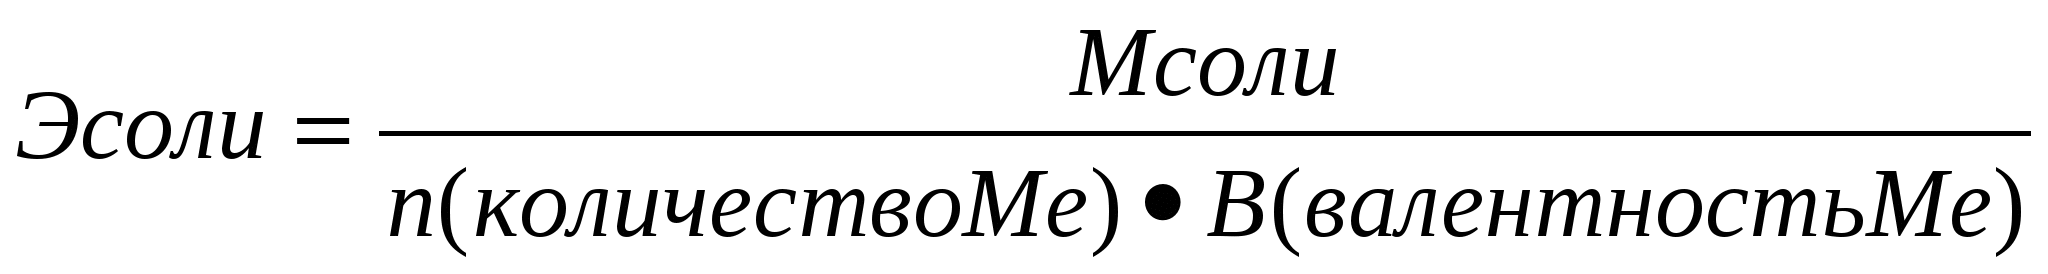 Мсоли
Эсоли = 
n(количествоМе) • В(валентностьМе)